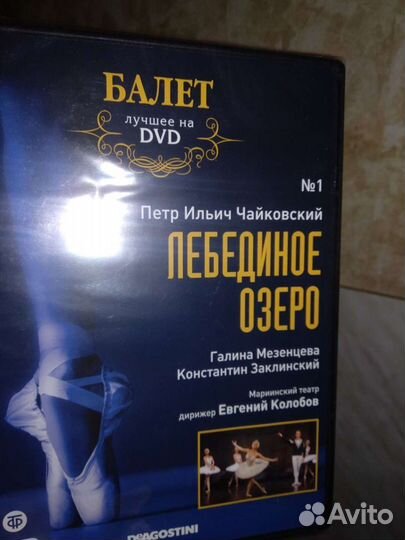 БАЛЕТ
лучшее на
DVD
№1
Петр Ильич Чайковский
ЛЕБЕДИНОЕ
ОЗЕРО
Галина Мезенцева
Константин Заклинский
Мариинский театр
дирижер Евгений Колобов
DeAGOSTINI
Avito